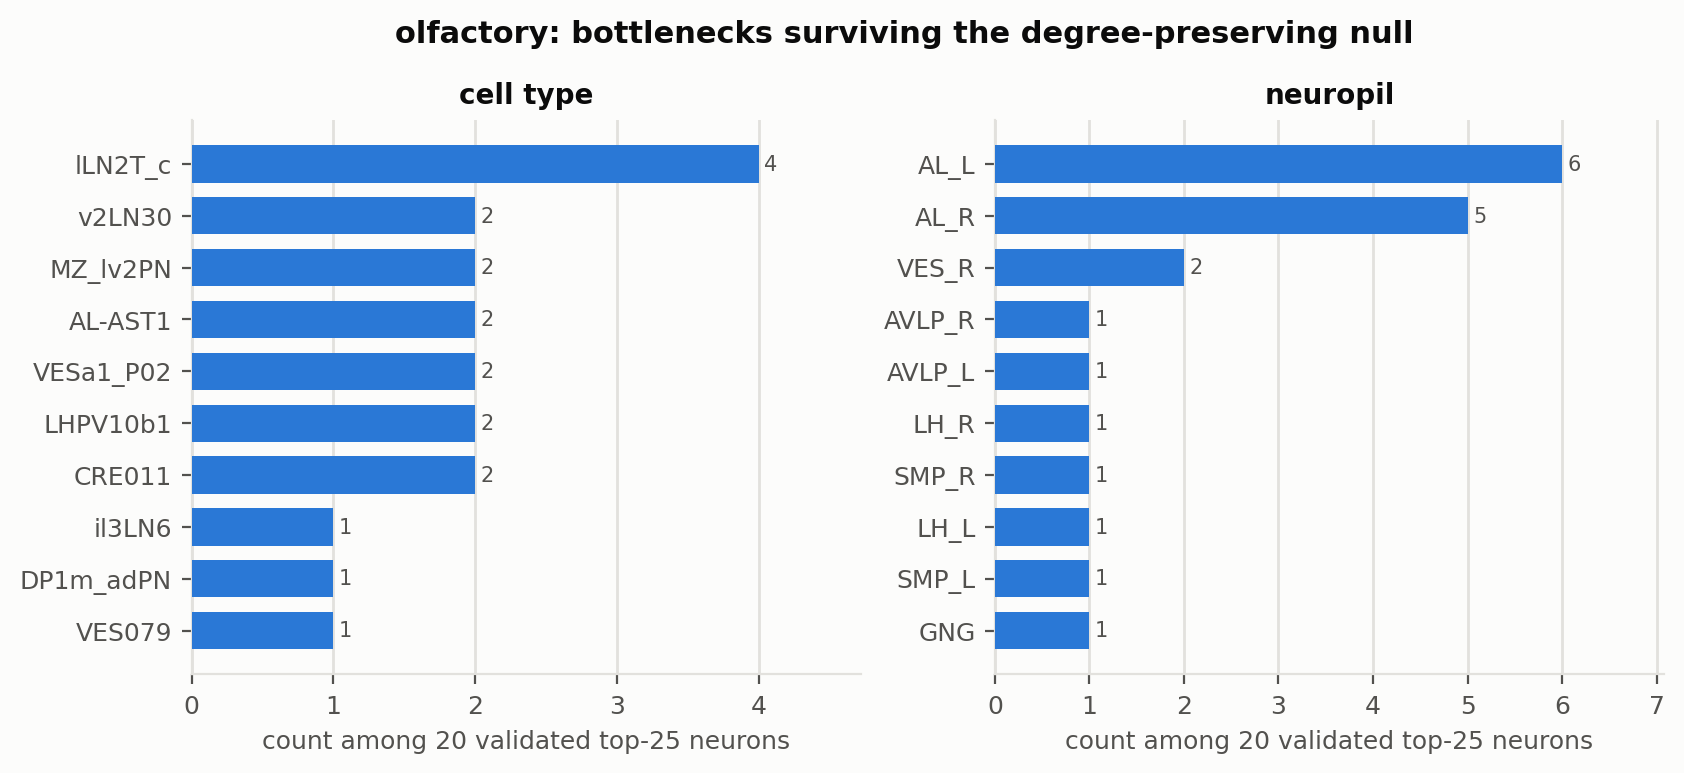 olfactory: bottlenecks surviving the degree-preserving null
cell type
lLN2T_c
4
v2LN30
2
MZ_lv2PN
2
AL-AST1
2
VESa1_P02
2
LHPV10b1
2
CRE011
2
il3LN6
1
DP1m_adPN
1
VES079
1
0 1 2 3 4
count among 20 validated top-25 neurons
neuropil
AL_L
6
AL_R
5
VES_R
2
AVLP_R
1
AVLP_L
1
LH_R
1
SMP_R
1
LH_L
1
SMP_L
1
GNG
1
0 1 2 3 4 5 6 7
count among 20 validated top-25 neurons